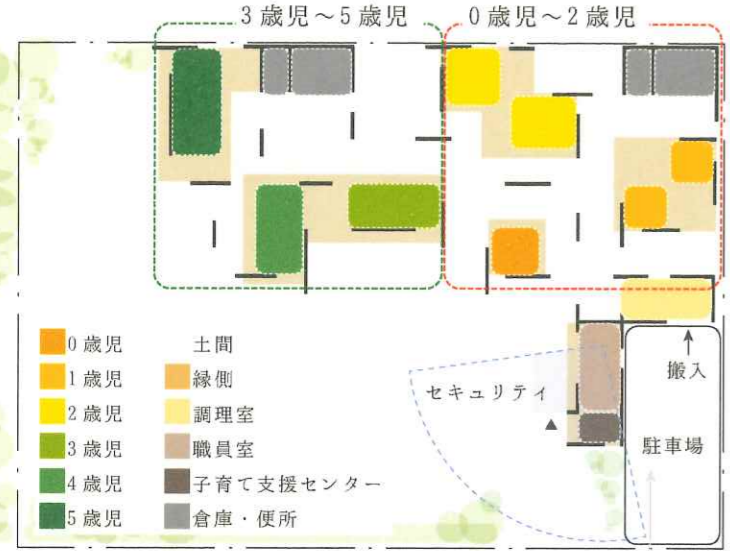 3歳児～5歳児
0歳児～2歳児
0歳児
1歳児
2歳児
3歳児
4歳児
5歳児
土間
縁側
調理室
職員室
子育て支援センター
倉庫・便所
セキュリティ
搬入
駐車場